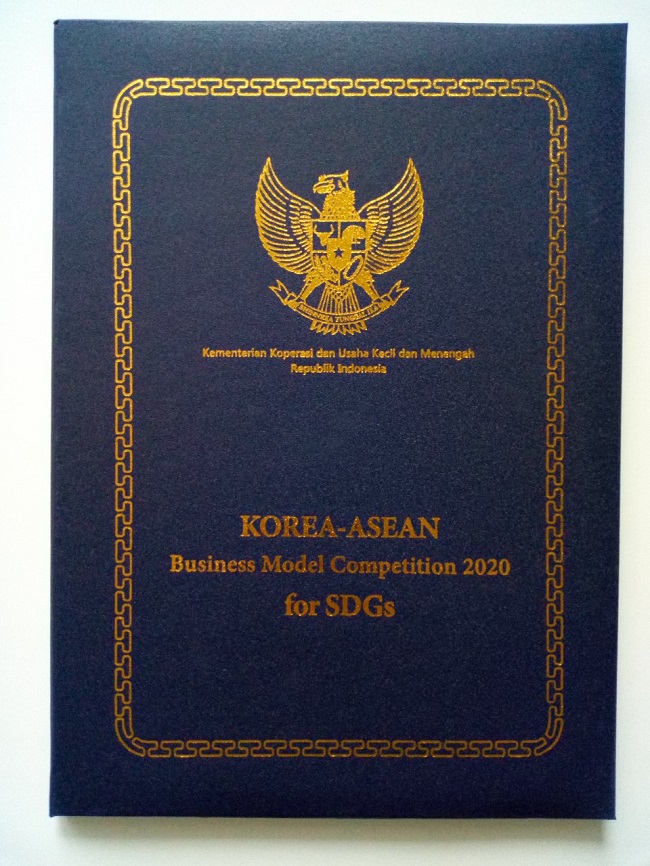 BHINNEKA TUNGGAL IKA
Kementerian Koperasi dan Usaha Kecil dan Menengah
Republik Indonesia
KOREA-ASEAN
Business Model Competition 2020
for SDGs